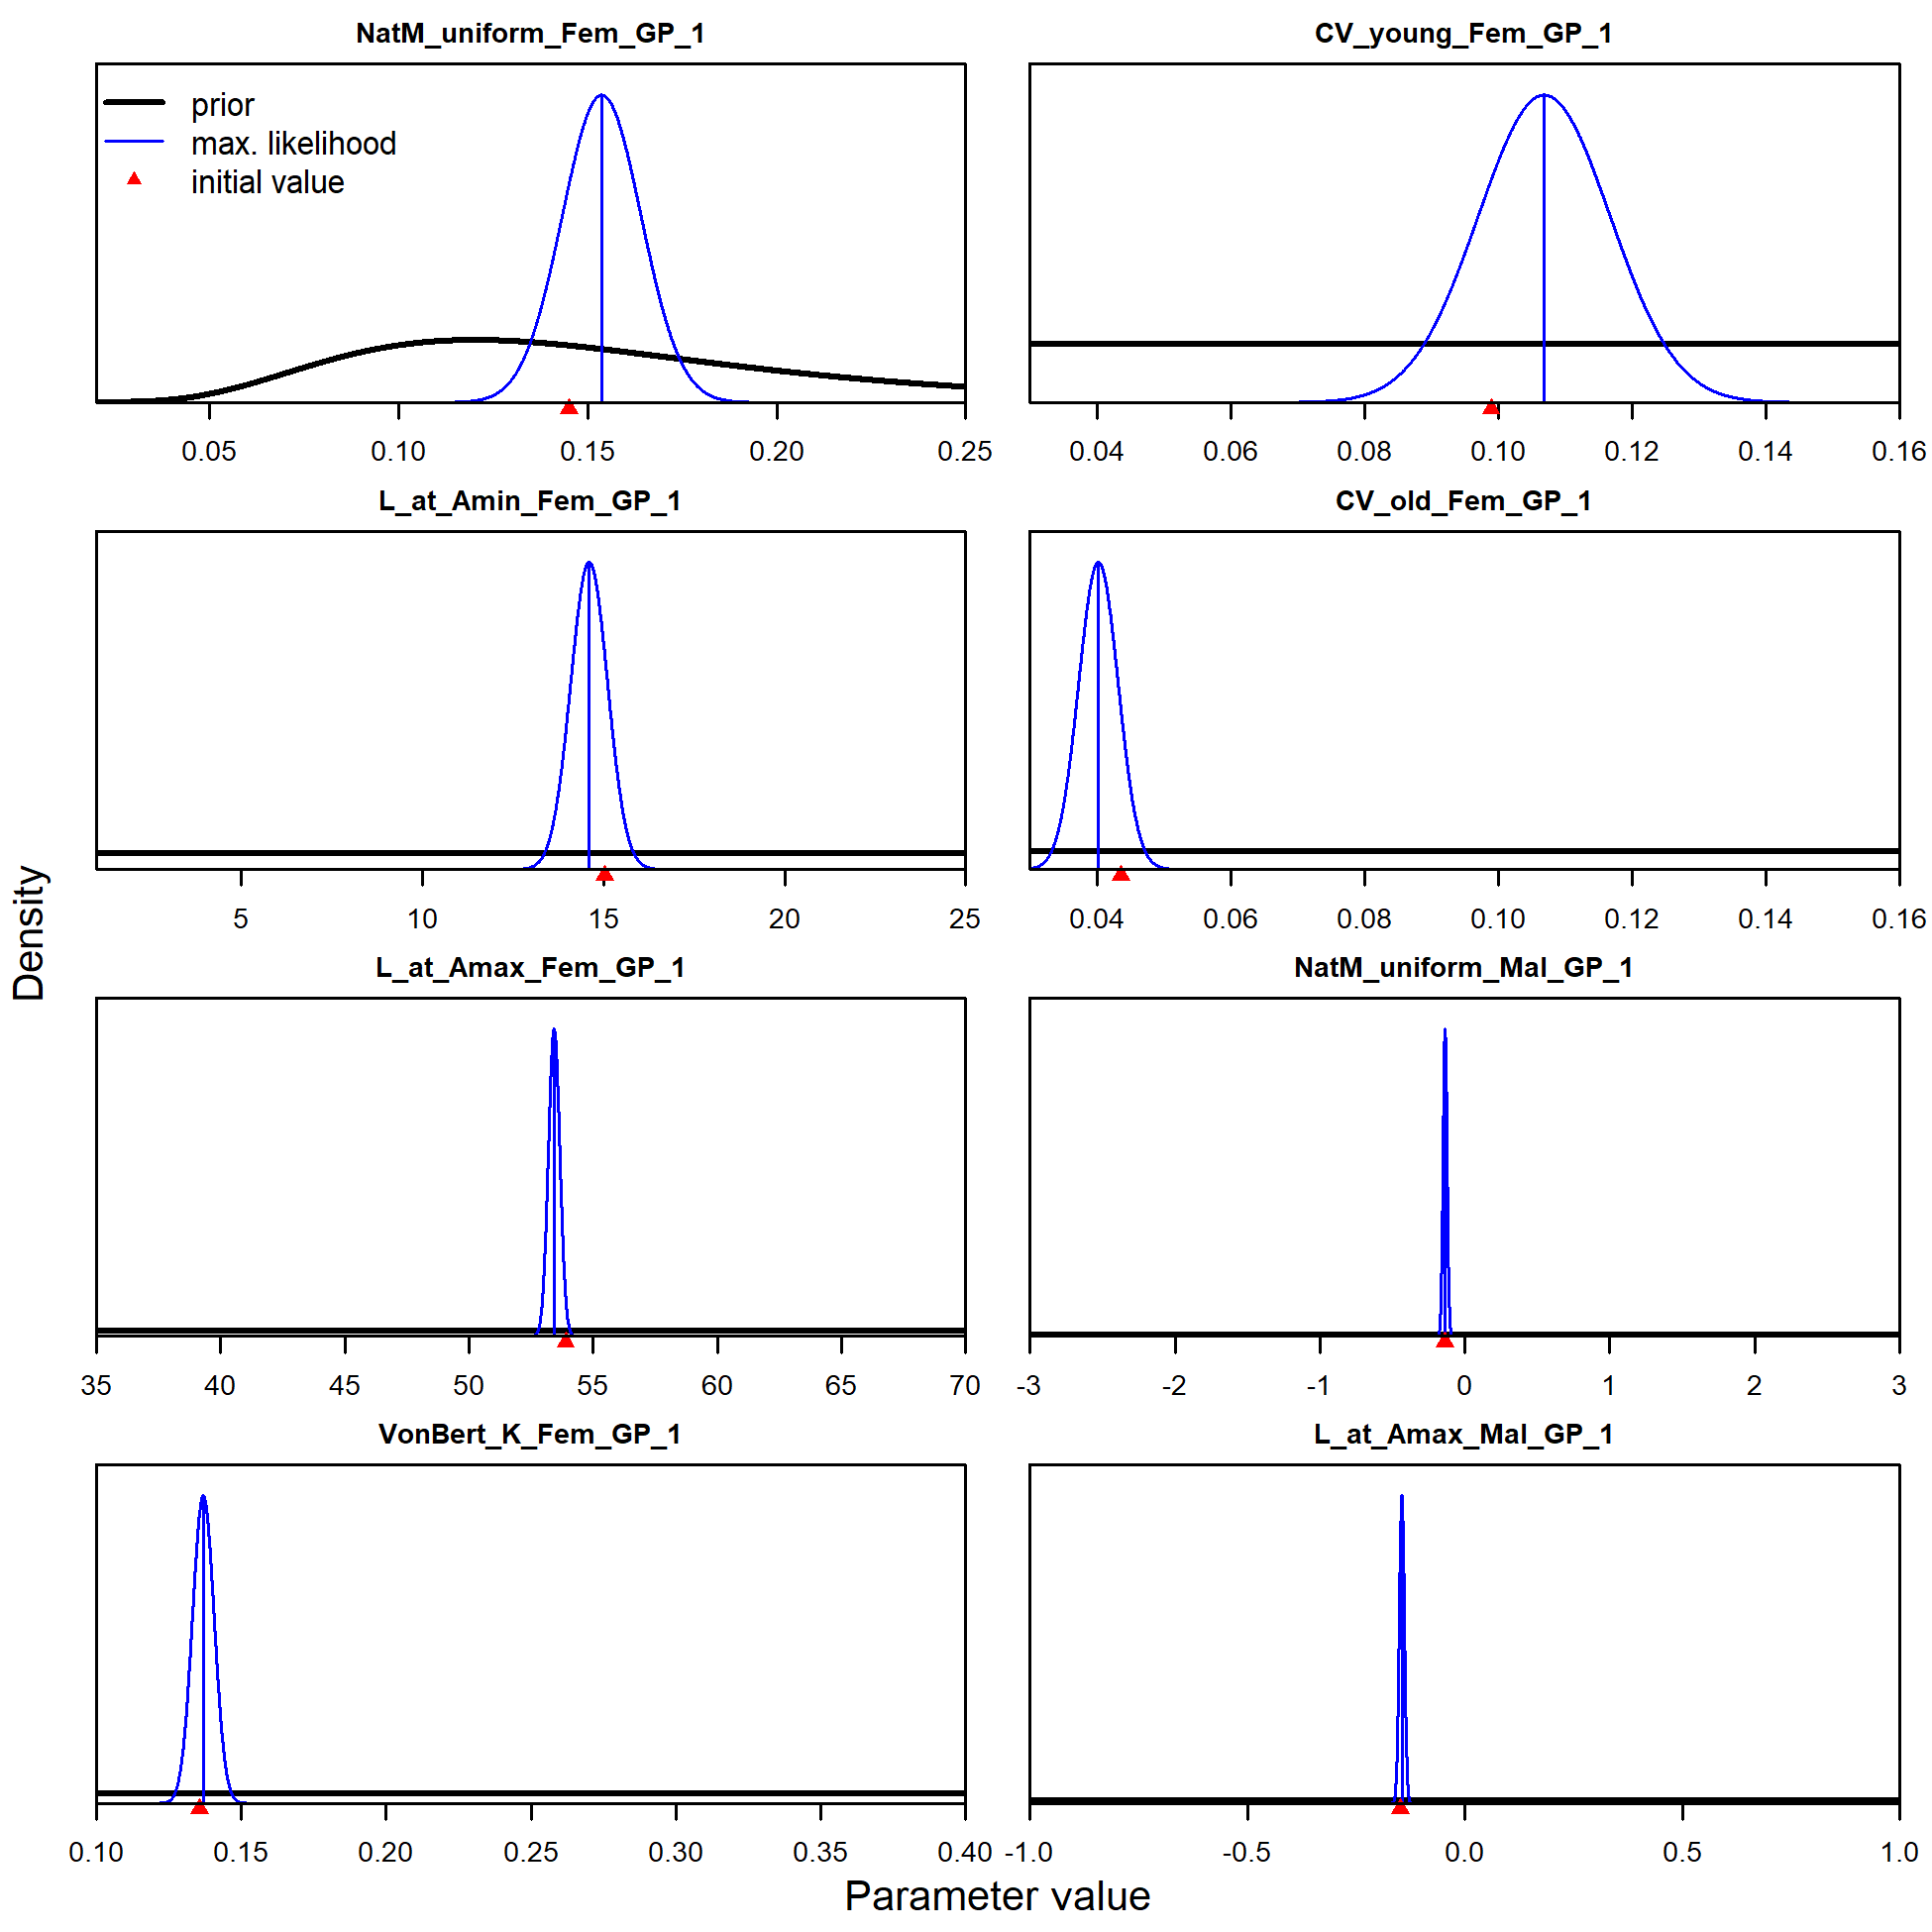 NatM_uniform_Fem_GP_1
prior
max. likelihood
initial value
0.05 0.10 0.15 0.20 0.25
CV_young_Fem_GP_1
0.04 0.06 0.08 0.10 0.12 0.14 0.16
L_at_Amin_Fem_GP_1
5 10 15 20 25
CV_old_Fem_GP_1
0.04 0.06 0.08 0.10 0.12 0.14 0.16
Density
L_at_Amax_Fem_GP_1
35 40 45 50 55 60 65 70
NatM_uniform_Mal_GP_1
-3 -2 -1 0 1 2 3
VonBert_K_Fem_GP_1
0.10 0.15 0.20 0.25 0.30 0.35 0.40
L_at_Amax_Mal_GP_1
-1.0 -0.5 0.0 0.5 1.0
Parameter value